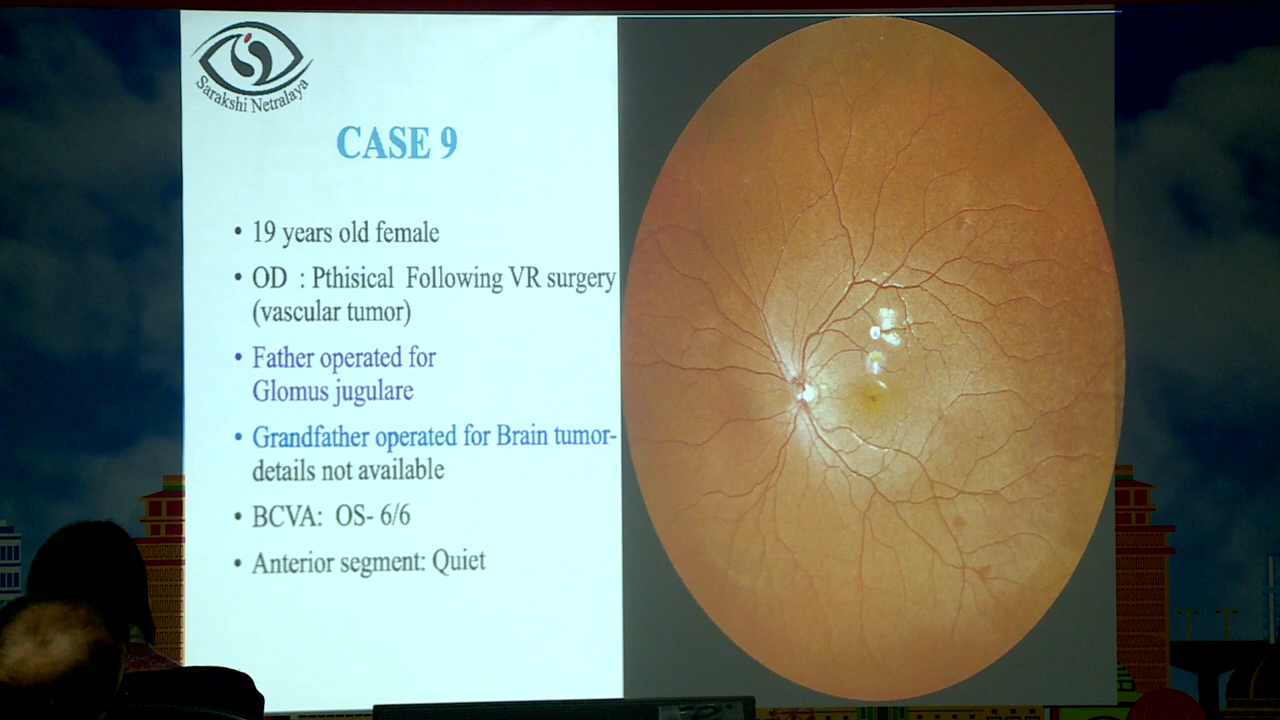 Sarakshi Netralaya
CASE 9
• 19 years old female
• OD : Pthisical Following VR surgery
(vascular tumor)
• Father operated for
Glomus jugulare
• Grandfather operated for Brain tumor-
details not available
• BCVA: OS- 6/6
• Anterior segment: Quiet